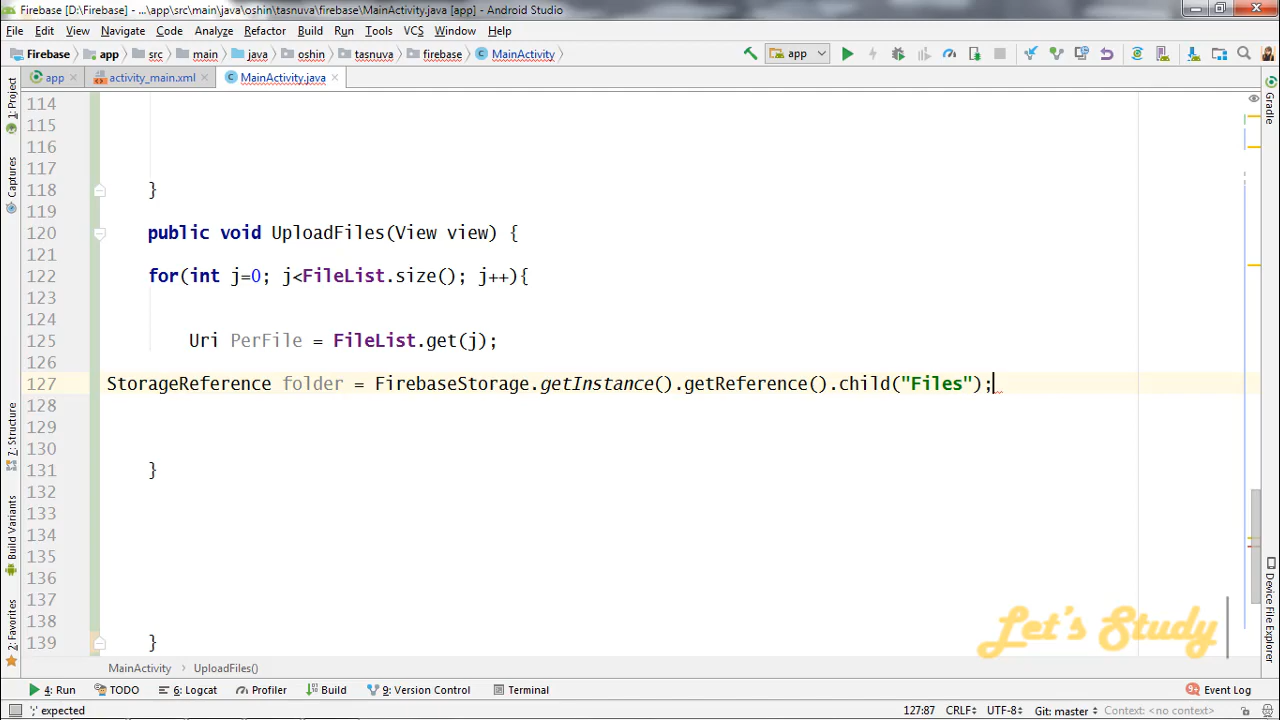 Firebase [D:\Firebase] - ...\app\src\main\java\oshin\tasnuva\firebase\MainActivity.java [app] - Android Studio
File Edit View Navigate Code Analyze Refactor Build Run Tools VCS Window Help
Firebase app src main java oshin tasnuva firebase MainActivity app
app activity_main.xml MainActivity.java
1: Project
Captures
7: Structure
Build Variants
2: Favorites
Gradle
Device File Explorer
114
115
116
117
118 }
119
120 public void UploadFiles(View view) {
121
122 for(int j=0; j<FileList.size(); j++){
123
124
125 Uri PerFile = FileList.get(j);
126
127 StorageReference folder = FirebaseStorage.getInstance().getReference().child("Files");
128
129
130
131 }
132
133
134
135
136
137
138
139 }
Let's Study
MainActivity UploadFiles()
4: Run TODO 6: Logcat Profiler Build 9: Version Control Terminal 9+ Event Log
';' expected 127:87 CRLF UTF-8 Git: master Context: <no context>